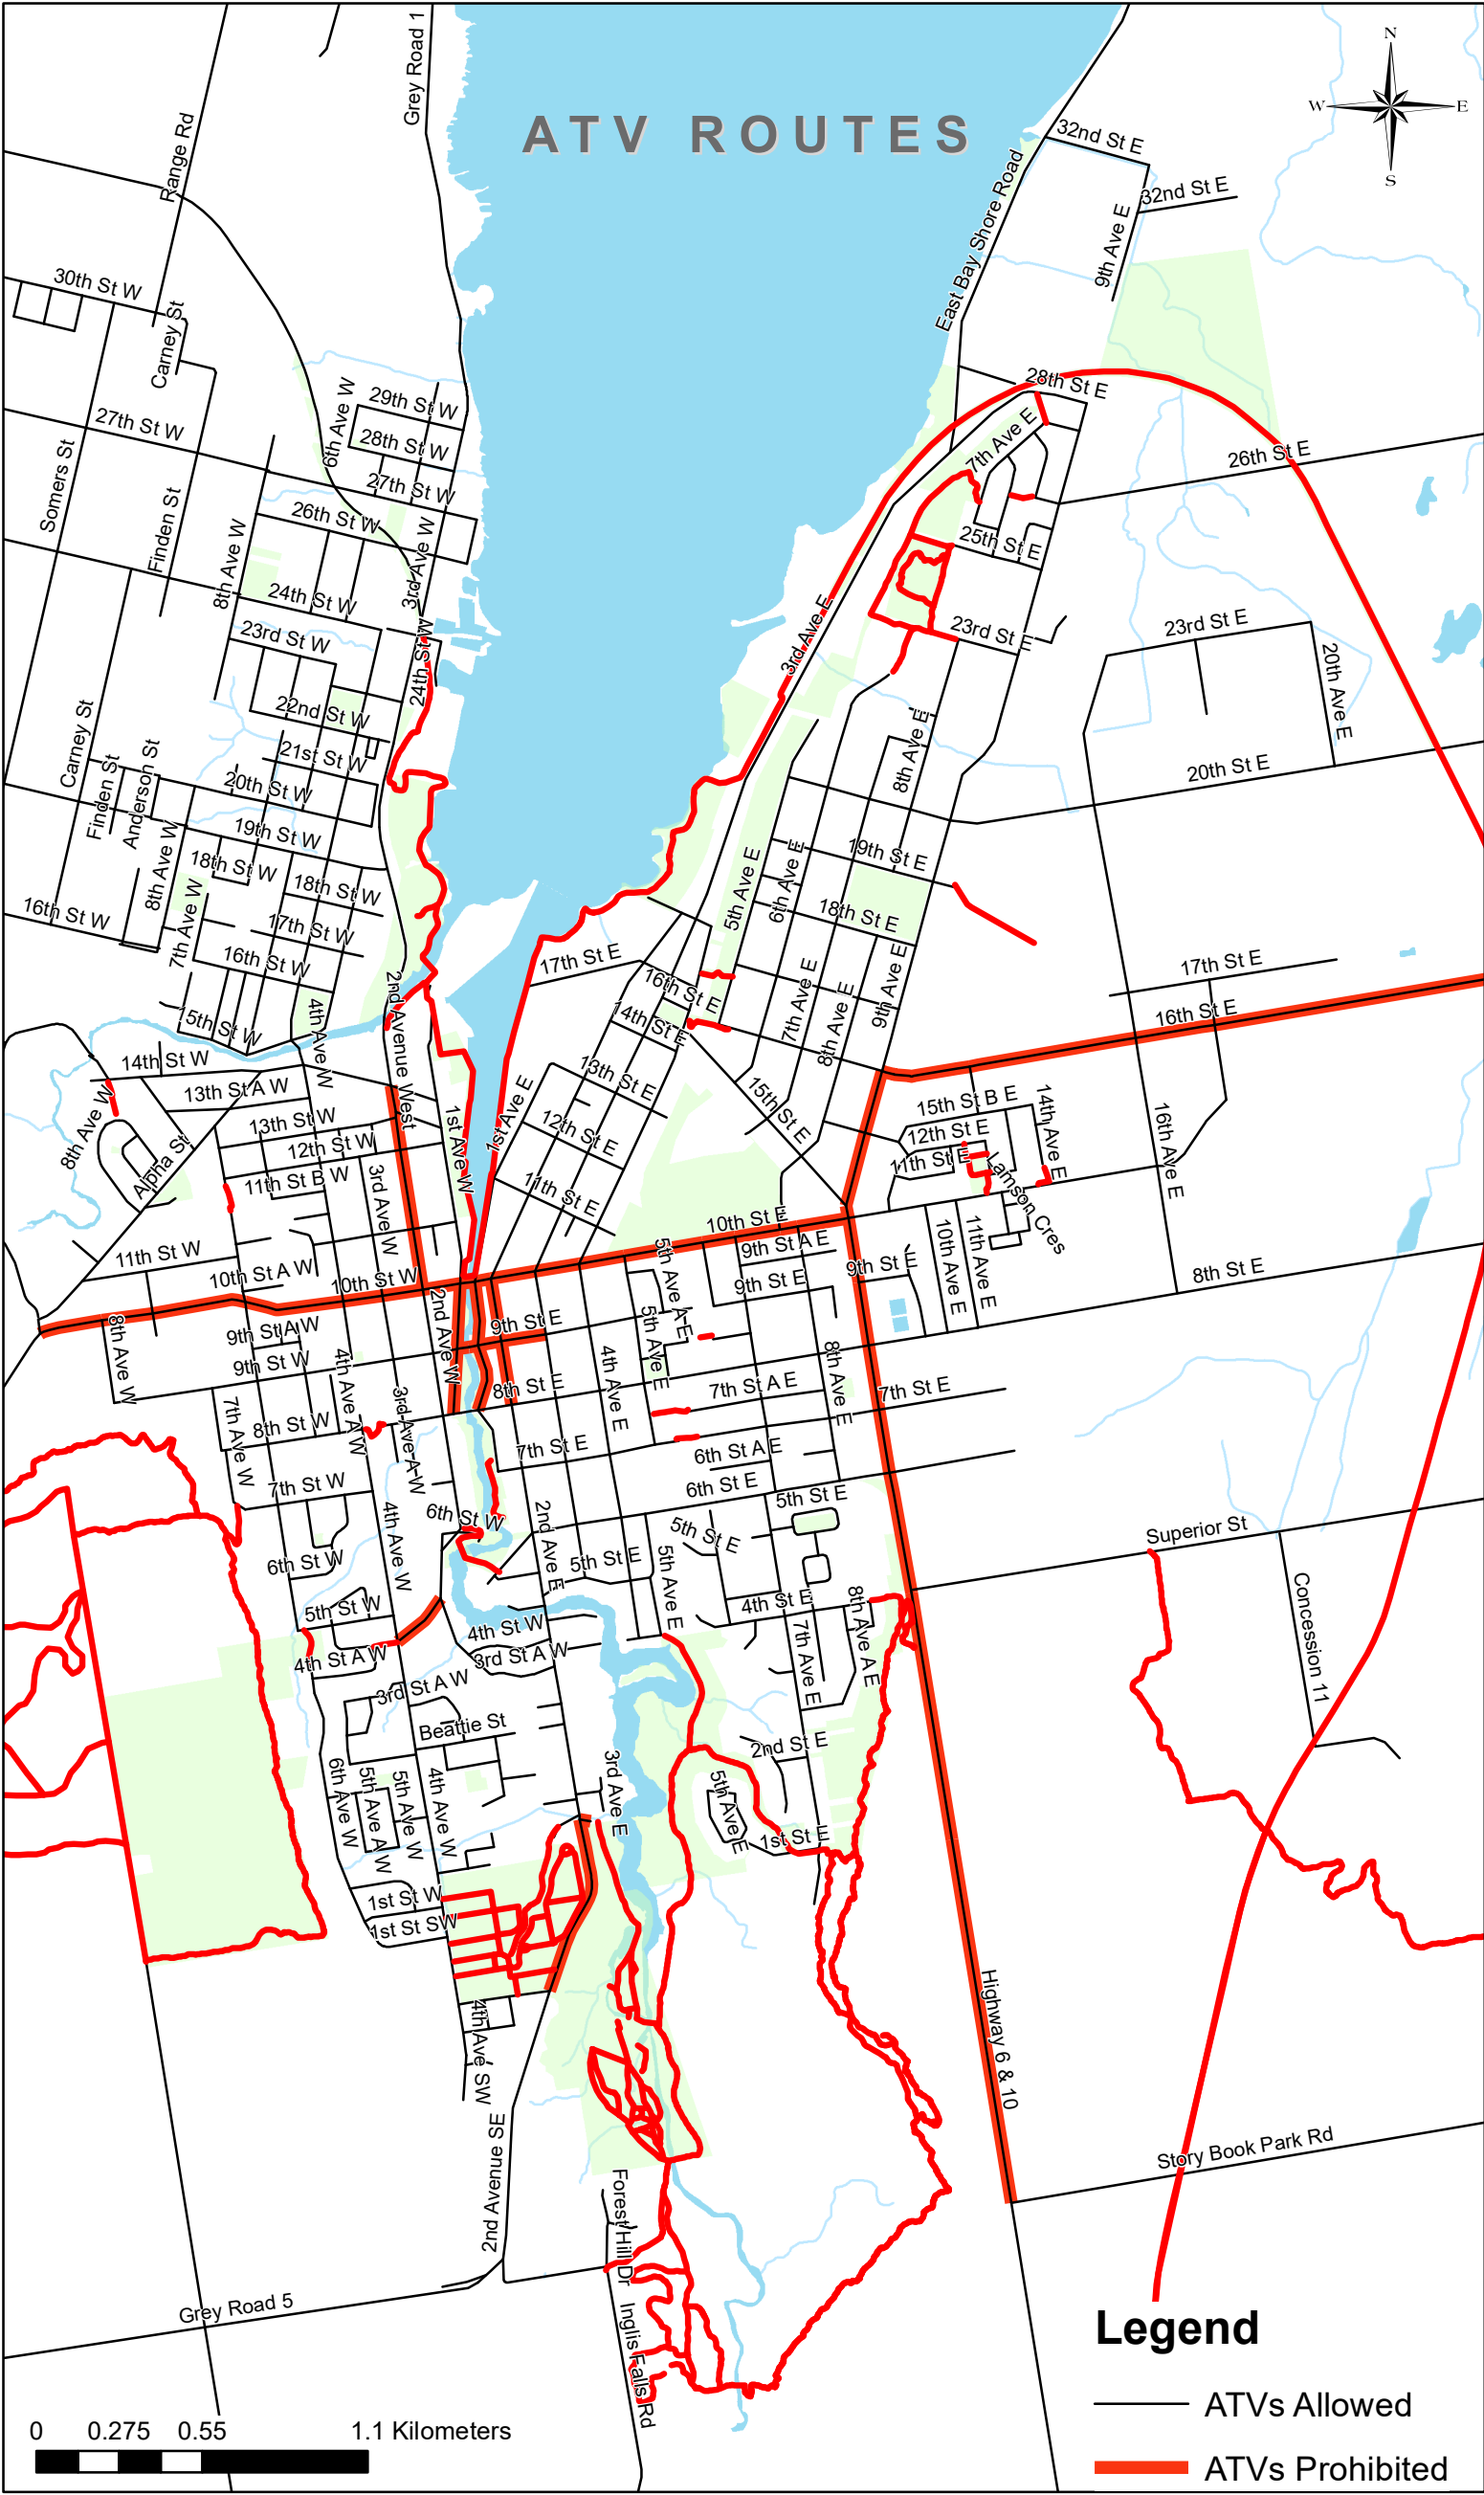 ATV ROUTES
N
W
E
S
Grey Road 1
Range Rd
32nd St E
32nd St E
9th Ave E
East Bay Shore Road
30th St W
Carney St
29th St W
6th Ave W
28th St W
27th St W
27th St W
28th St E
7th Ave E
26th St E
Somers St
Finden St
8th Ave W
26th St W
3rd Ave W
25th St E
24th St W
23rd St W
24th St W
3rd Ave E
23rd St E
23rd St E
20th Ave E
22nd St W
21st St W
20th St W
Carney St
Finden St
Anderson St
8th Ave E
20th St E
19th St W
8th Ave W
18th St W
18th St W
19th St E
5th Ave E
6th Ave E
18th St E
16th St W
7th Ave W
17th St W
16th St W
17th St E
16th St E
17th St E
16th St E
15th St W
4th Ave W
2nd Avenue West
14th St E
7th Ave E
8th Ave E
9th Ave E
14th St W
13th St A W
13th St W
12th St W
11th St B W
8th Ave W
Alpha St
3rd Ave W
1st Ave W
1st Ave E
13th St E
12th St E
11th St E
15th St E
15th St B E
12th St E
11th St E
14th Ave E
Lamson Cres
16th Ave E
11th St W
10th St A W
10th St W
10th St E
9th St A E
9th St E
9th St E
10th Ave E
11th Ave E
8th St E
8th Ave W
9th St A W
9th St W
2nd Ave W
9th St E
5th Ave A E
5th Ave E
4th Ave E
8th Ave E
4th Ave A W
3rd Ave A W
8th St E
7th St A E
7th St E
7th Ave W
8th St W
7th St W
7th St E
6th St A E
6th St E
5th St E
6th St W
4th Ave W
2nd Ave E
5th St E
5th St E
Superior St
6th St W
5th St W
5th Ave E
4th St E
8th Ave A E
7th Ave E
Concession 11
4th St W
3rd St A W
4th St A W
3rd St A W
Beattie St
2nd St E
6th Ave W
5th Ave A W
5th Ave W
4th Ave W
3rd Ave E
5th Ave E
1st St E
1st St W
1st St SW
4th Ave SW
Highway 6 & 10
2nd Avenue SE
Story Book Park Rd
Forest Hill Dr
Inglis Falls Rd
Grey Road 5
Legend
ATVs Allowed
ATVs Prohibited
0 0.275 0.55 1.1 Kilometers